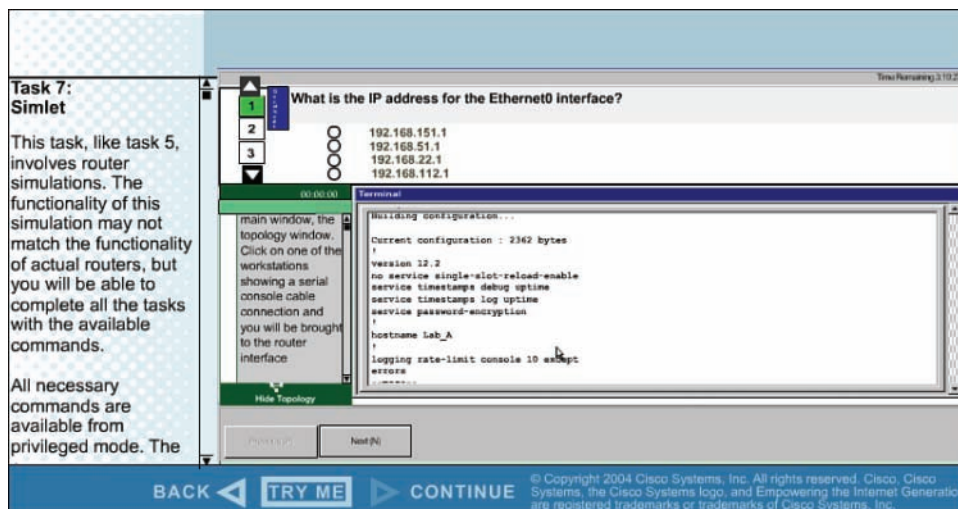 Time Remaining 3:10:2
Task 7:
Simlet
This task, like task 5,
involves router
simulations. The
functionality of this
simulation may not
match the functionality
of actual routers, but
you will be able to
complete all the tasks
with the available
commands.
All necessary
commands are
available from
privileged mode. The
1
2
3
What is the IP address for the Ethernet0 interface?
192.168.151.1
192.168.51.1
192.168.22.1
192.168.112.1
00:00:00
main window, the
topology window.
Click on one of the
workstations
showing a serial
console cable
connection and
you will be brought
to the router
interface
Hide Topology
Terminal
Building configuration...
Current configuration : 2362 bytes
!
version 12.2
no service single-slot-reload-enable
service timestamps debug uptime
service timestamps log uptime
service password-encryption
!
hostname Lab_A
!
logging rate-limit console 10 except
errors
Next (N)
BACK
TRY ME
CONTINUE
© Copyright 2004 Cisco Systems, Inc. All rights reserved. Cisco, Cisco
Systems, the Cisco Systems logo, and Empowering the Internet Generatio
are registered trademarks or trademarks of Cisco Systems, Inc.